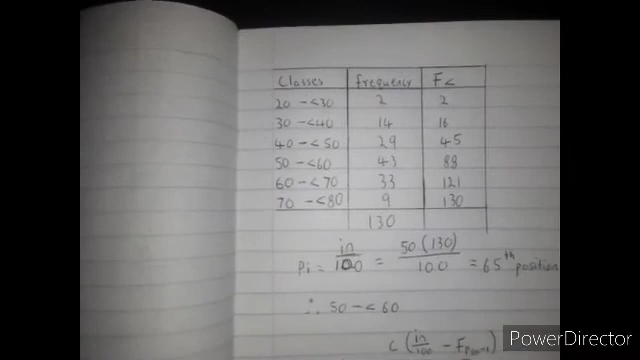 Classes frequency F<
20 - <30 2 2
30 - <40 14 16
40 - <50 29 45
50 - <60 43 88
60 - <70 33 121
70 - <80 9 130
130
Pi = in/100 = 50(130)/100 = 65th position
∴ 50 - < 60
c (in/100 - F
PowerDirector